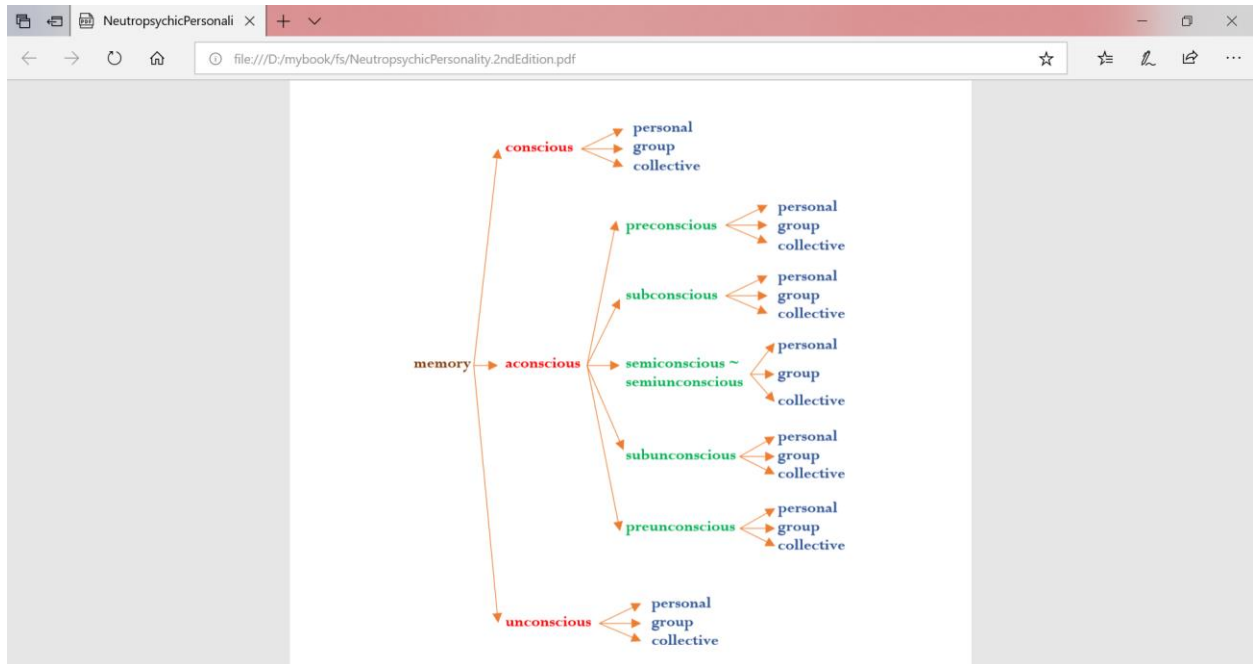 NeutropsychicPersonali
file:///D:/mybook/fs/NeutropsychicPersonality.2ndEdition.pdf
conscious
personal
group
collective
preconscious
personal
group
collective
subconscious
personal
group
collective
memory
aconscious
semiconscious ~
semiunconscious
personal
group
collective
subunconscious
personal
group
collective
preunconscious
personal
group
collective
unconscious
personal
group
collective